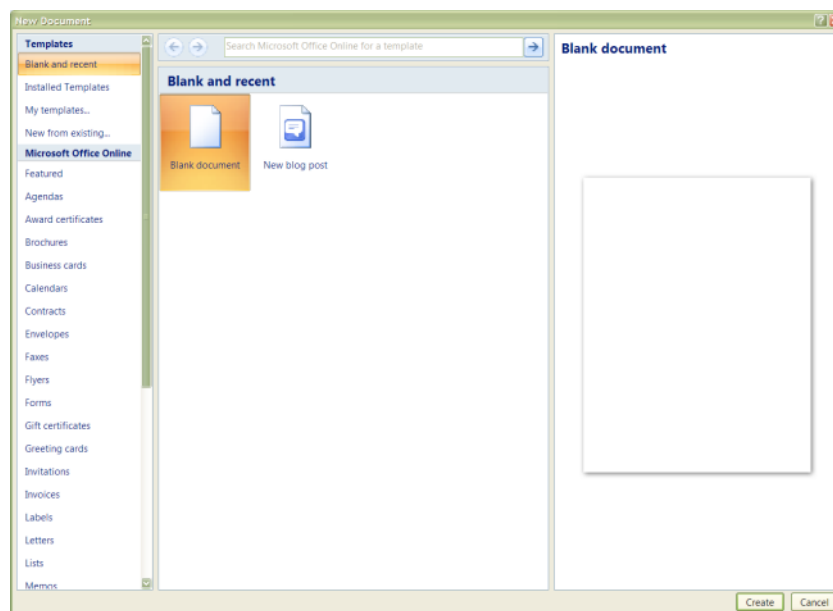 New Document
Templates
Blank and recent
Installed Templates
My templates...
New from existing...
Microsoft Office Online
Featured
Agendas
Award certificates
Brochures
Business cards
Calendars
Contracts
Envelopes
Faxes
Flyers
Forms
Gift certificates
Greeting cards
Invitations
Invoices
Labels
Letters
Lists
Memos
Search Microsoft Office Online for a template
Blank and recent
Blank document
New blog post
Blank document
Create
Cancel